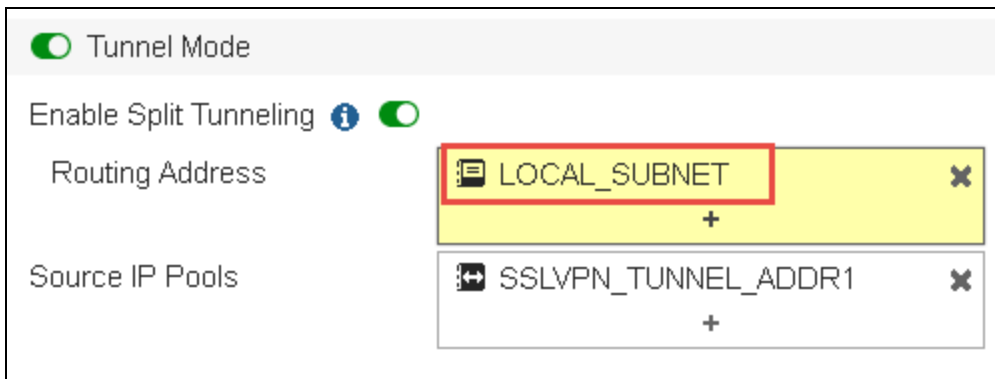 Tunnel Mode
Enable Split Tunneling
Routing Address
LOCAL_SUBNET
+
Source IP Pools
SSLVPN_TUNNEL_ADDR1
+